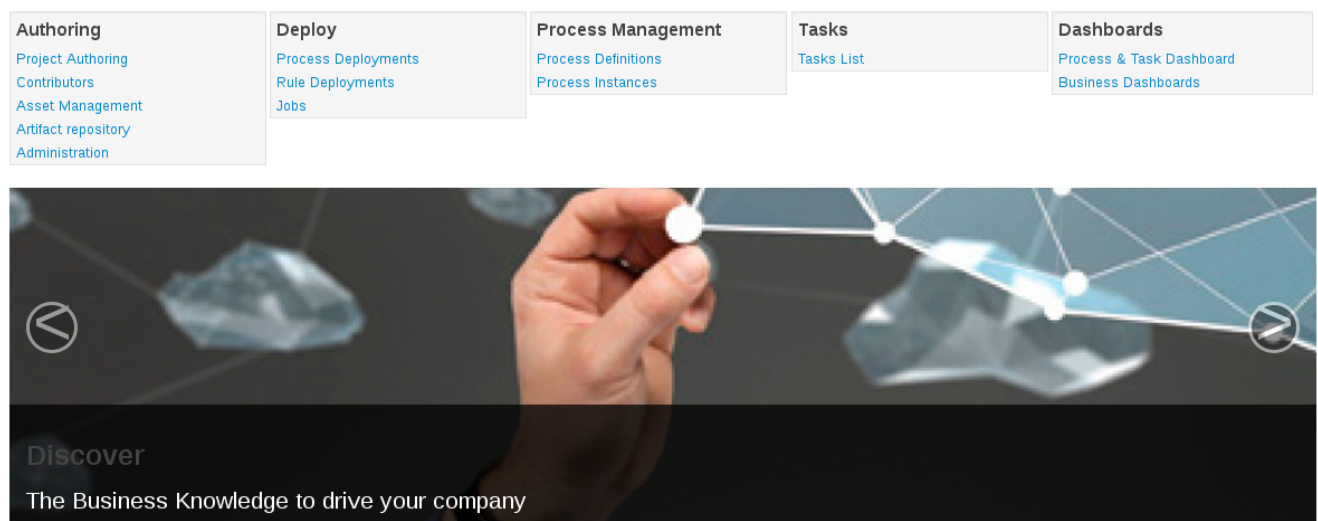 Authoring
Project Authoring
Contributors
Asset Management
Artifact repository
Administration
Deploy
Process Deployments
Rule Deployments
Jobs
Process Management
Process Definitions
Process Instances
Tasks
Tasks List
Dashboards
Process & Task Dashboard
Business Dashboards
<
>
Discover
The Business Knowledge to drive your company